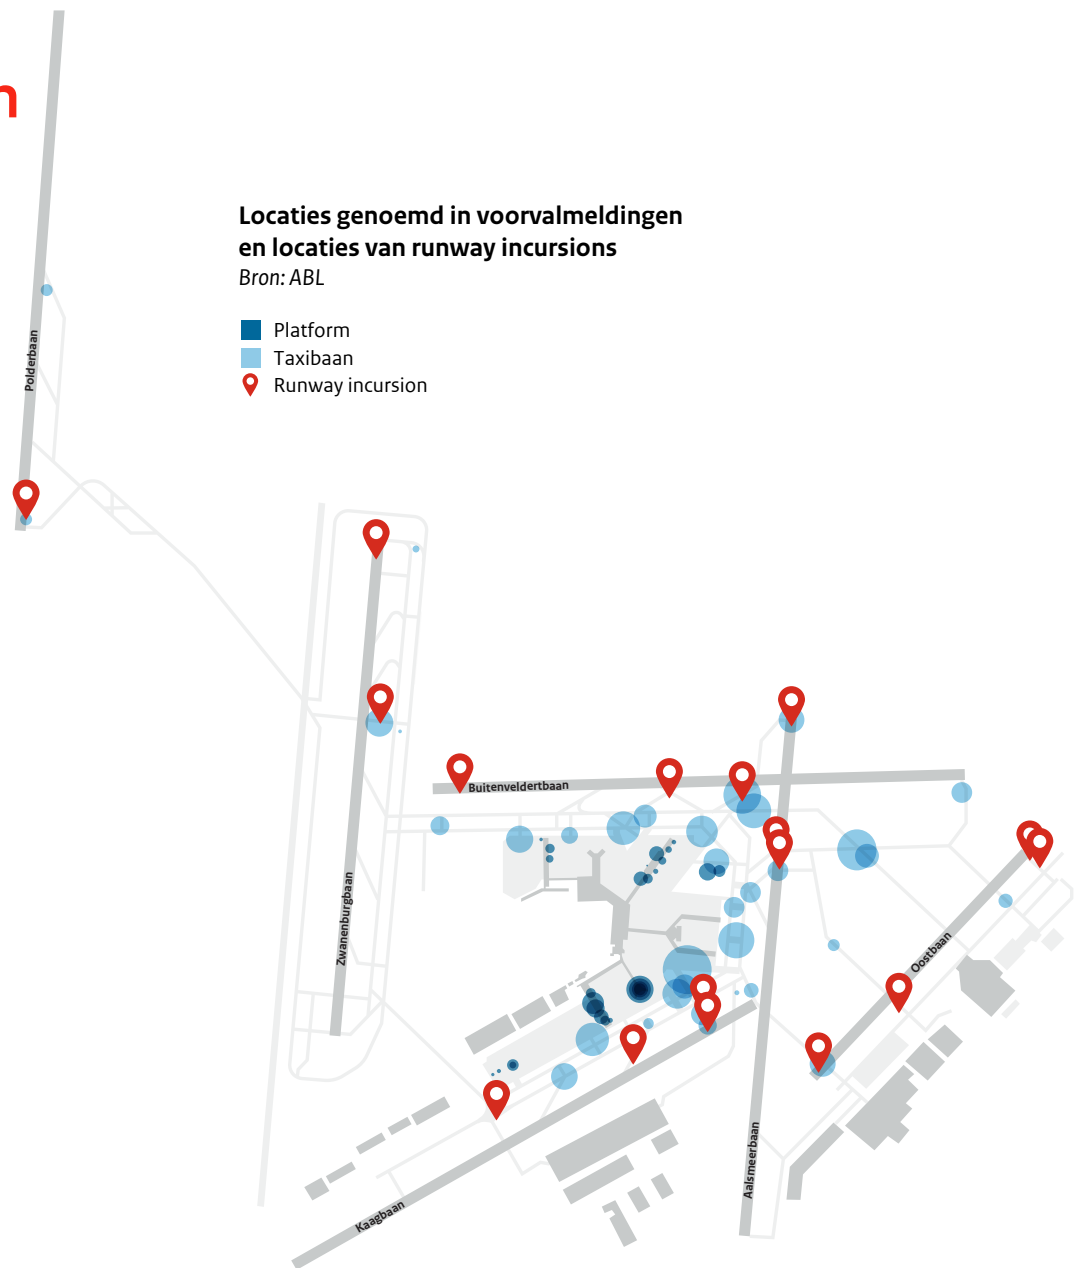 n
Locaties genoemd in voorvalmeldingen
en locaties van runway incursions
Bron: ABL
Platform
Taxibaan
Runway incursion
Polderbaan
Buitenveldertbaan
Zwanenburgbaan
Oostbaan
Aalsmeerbaan
Kaagbaan